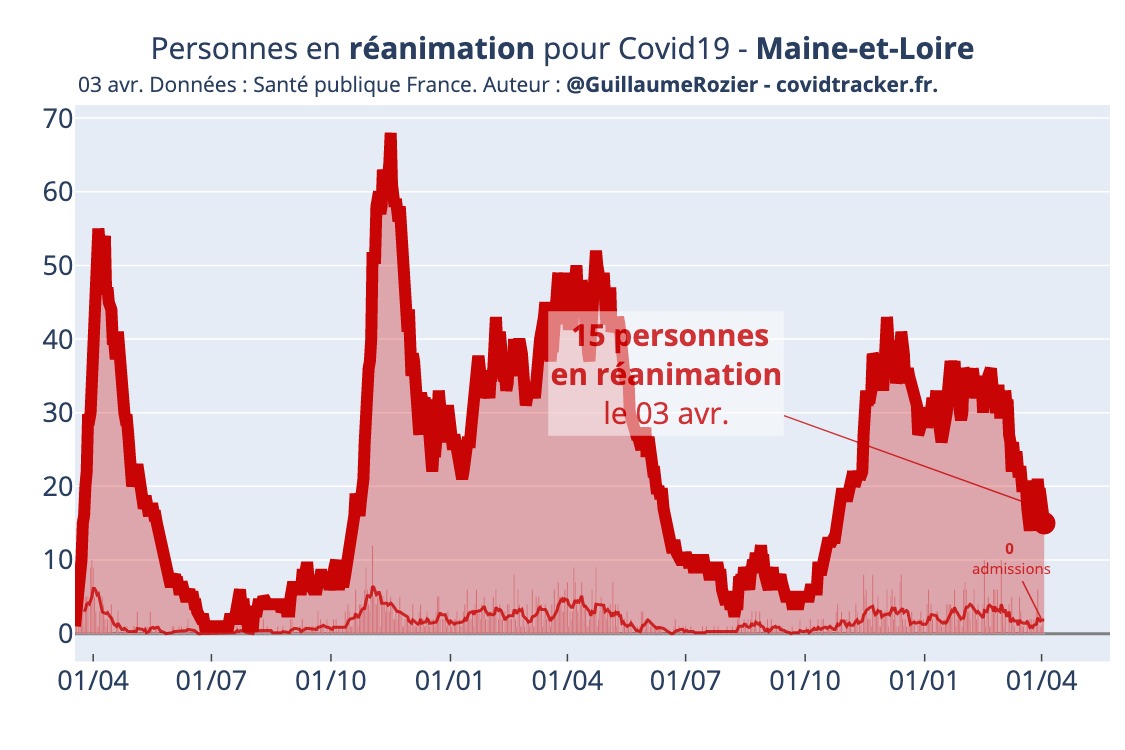 Personnes en réanimation pour Covid19 - Maine-et-Loire
03 avr. Données : Santé publique France. Auteur : @GuillaumeRozier - covidtracker.fr.
70
60
50
40
30
20
10
0
15 personnes
en réanimation
le 03 avr.
0
admissions
01/04 01/07 01/10 01/01 01/04 01/07 01/10 01/01 01/04